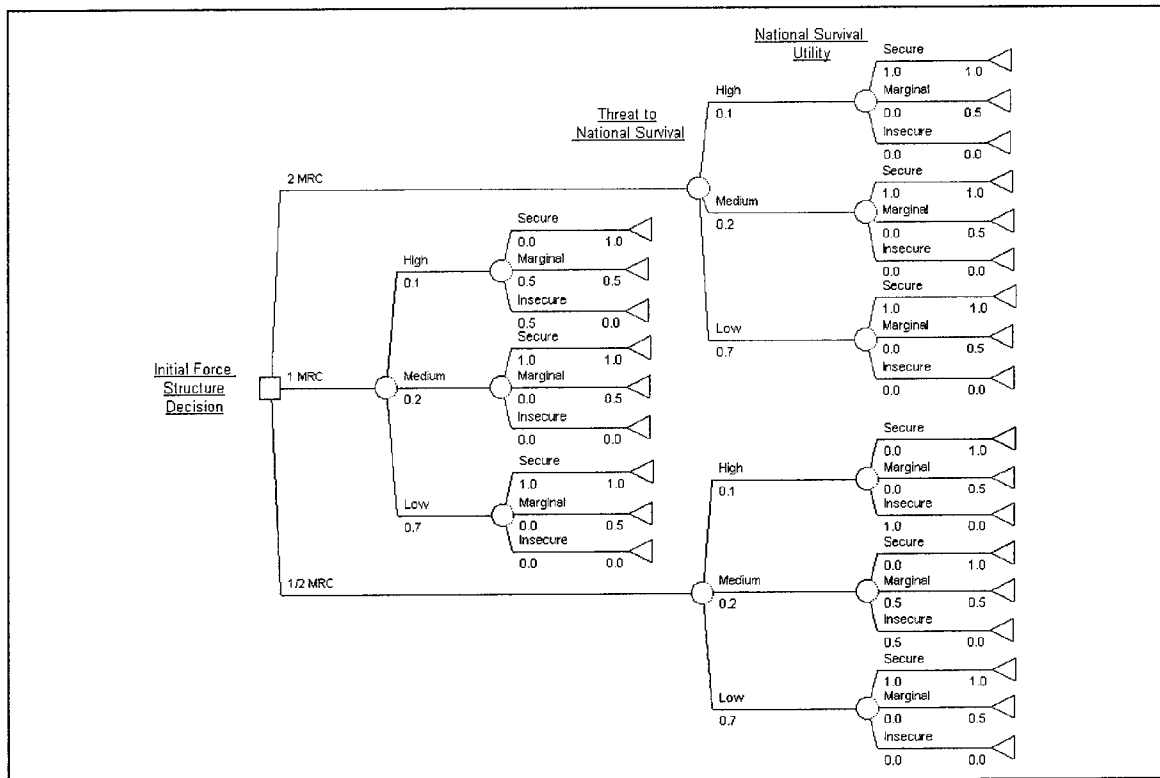 National Survival
Utility
Threat to
National Survival
Initial Force
Structure
Decision
2 MRC
High
0.1
Secure
1.0 1.0
Marginal
0.0 0.5
Insecure
0.0 0.0
Medium
0.2
Secure
1.0 1.0
Marginal
0.0 0.5
Insecure
0.0 0.0
Low
0.7
Secure
1.0 1.0
Marginal
0.0 0.5
Insecure
0.0 0.0
1 MRC
High
0.1
Secure
0.0 1.0
Marginal
0.5 0.5
Insecure
0.5 0.0
Medium
0.2
Secure
1.0 1.0
Marginal
0.0 0.5
Insecure
0.0 0.0
Low
0.7
Secure
1.0 1.0
Marginal
0.0 0.5
Insecure
0.0 0.0
1/2 MRC
High
0.1
Secure
0.0 1.0
Marginal
0.0 0.5
Insecure
1.0 0.0
Medium
0.2
Secure
0.0 1.0
Marginal
0.5 0.5
Insecure
0.5 0.0
Low
0.7
Secure
1.0 1.0
Marginal
0.0 0.5
Insecure
0.0 0.0